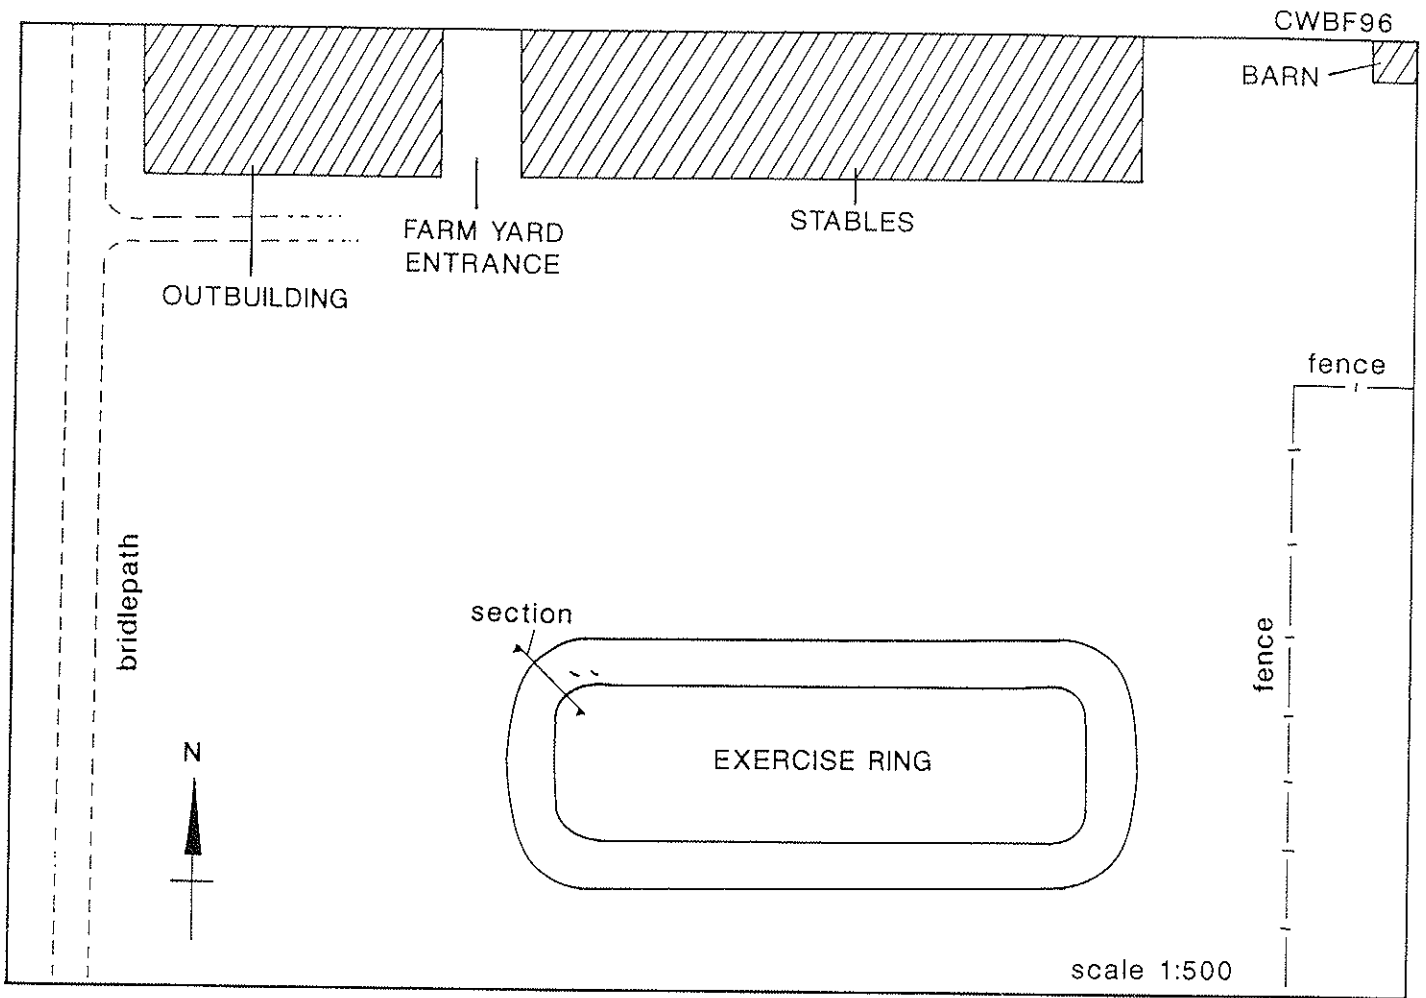 CWBF96
BARN
FARM YARD
ENTRANCE
STABLES
OUTBUILDING
fence
bridlepath
section
fence
N
EXERCISE RING
scale 1:500